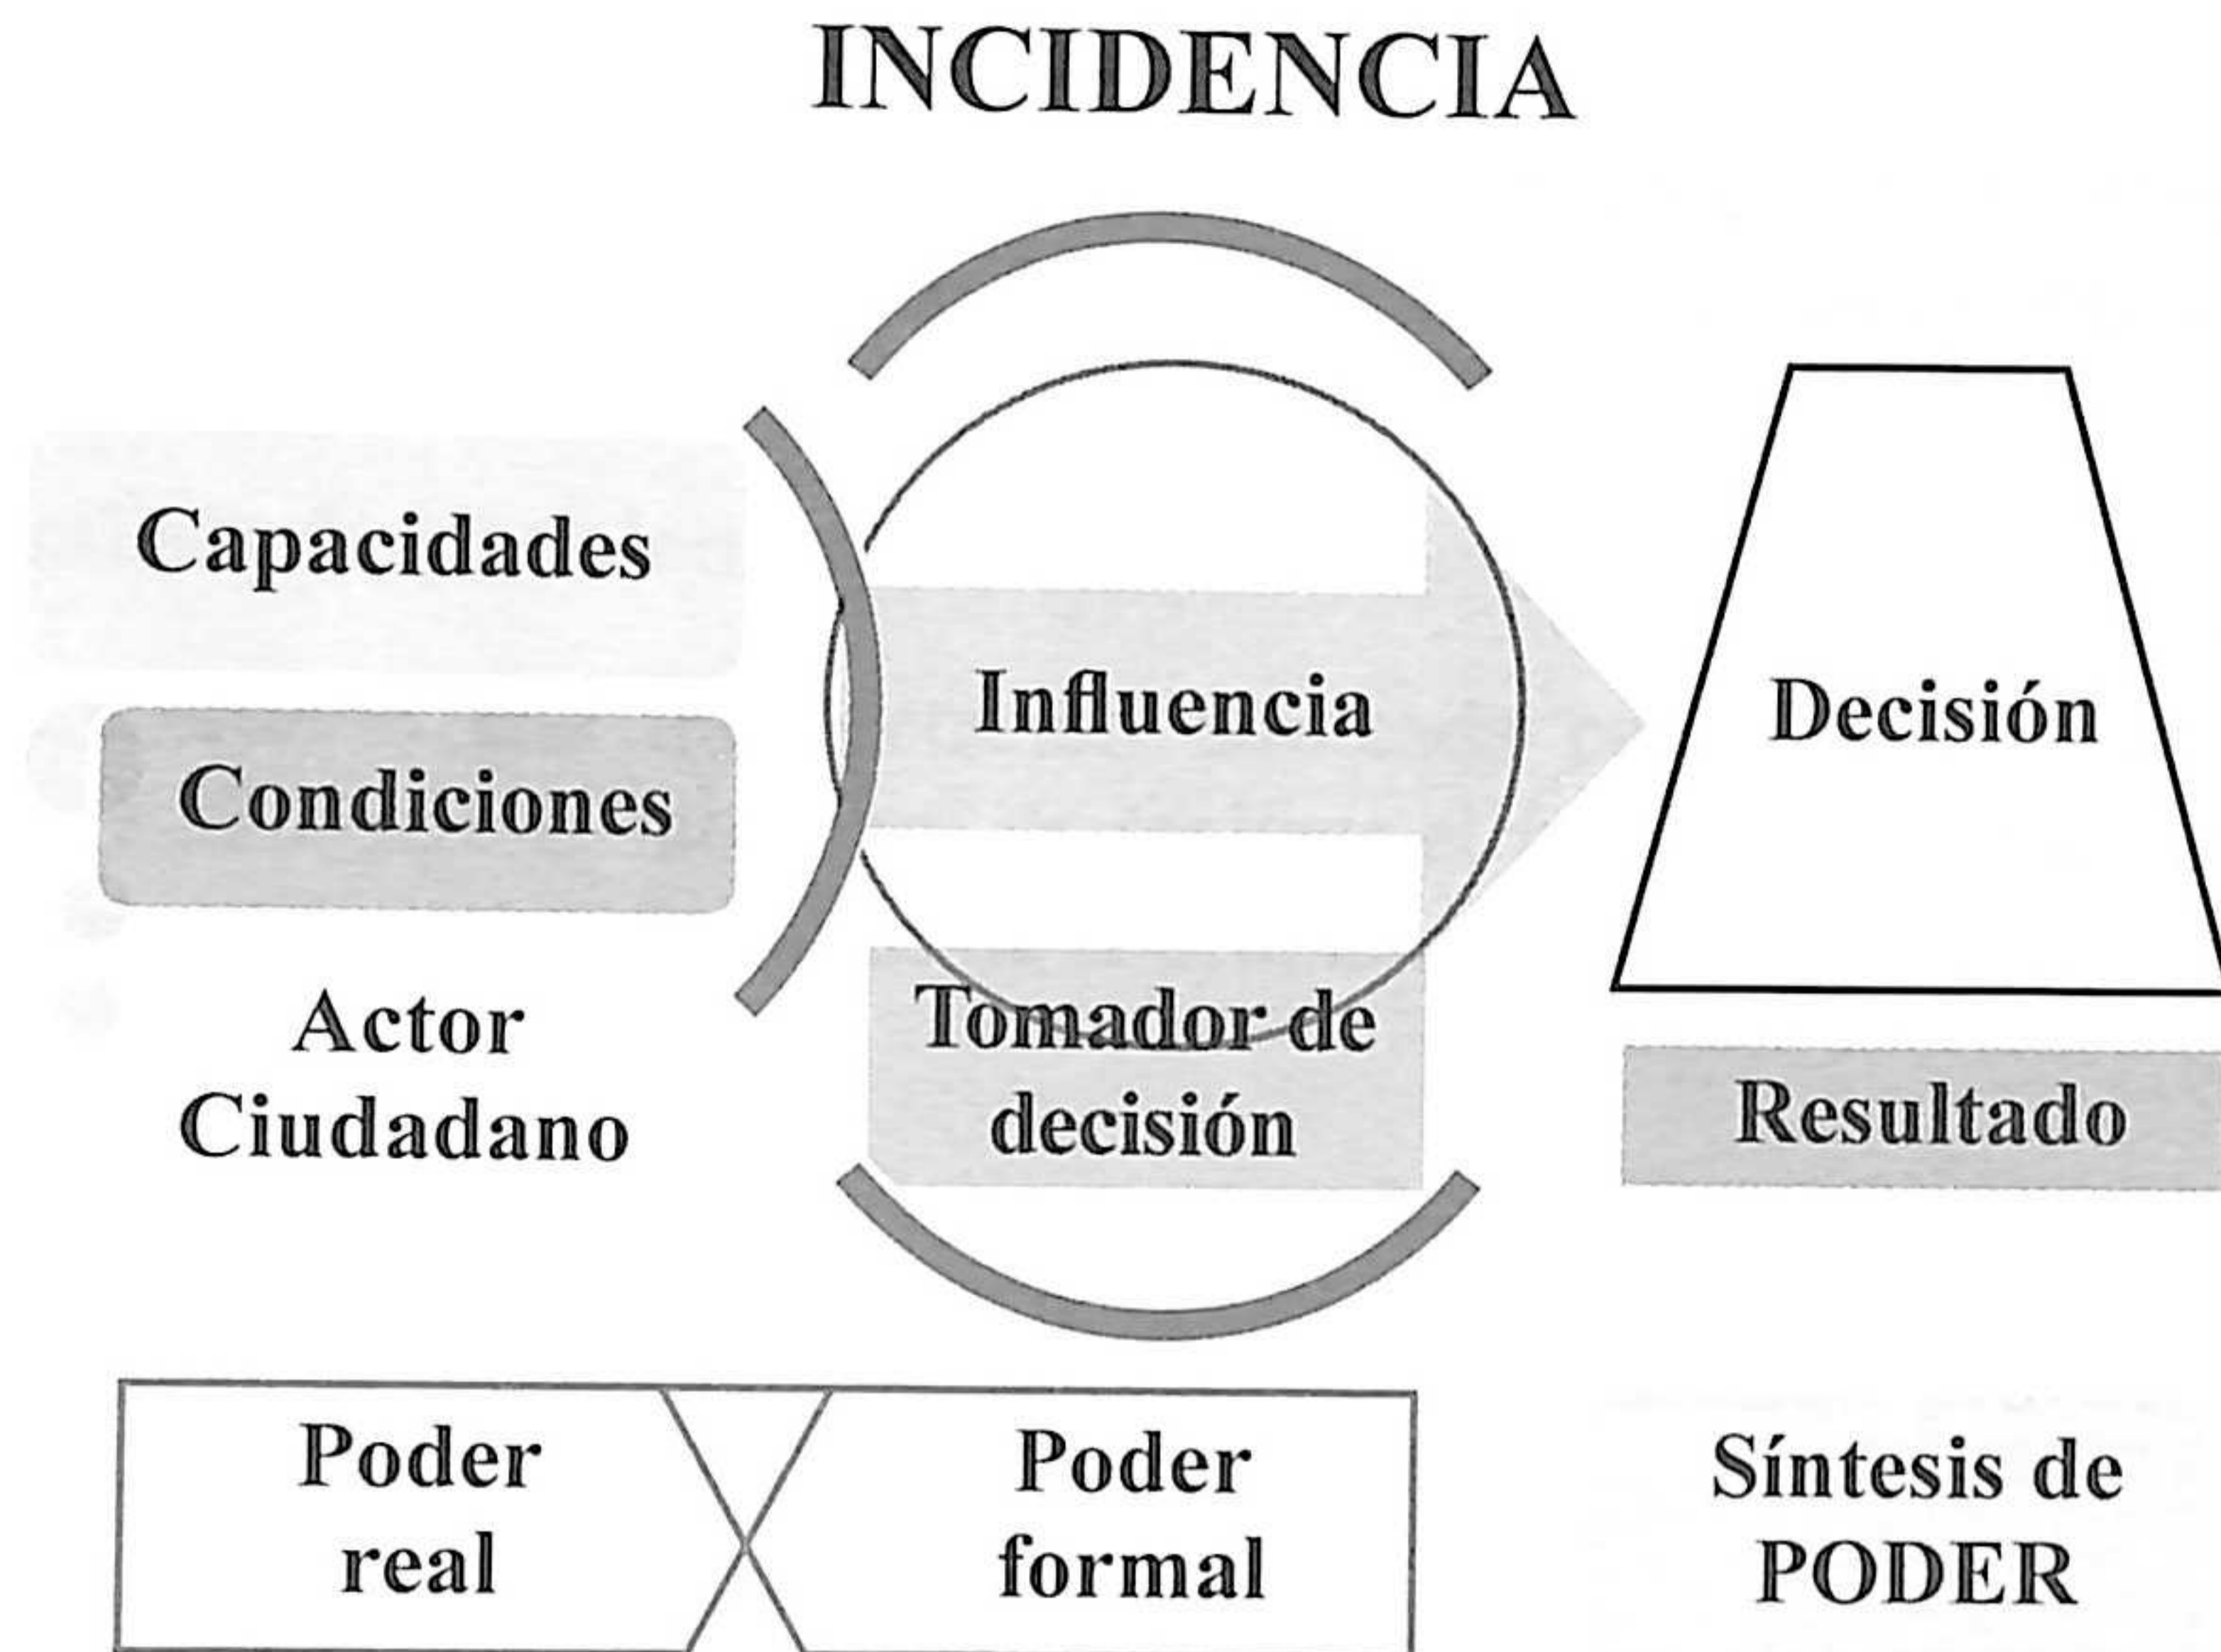 INCIDENCIA
Capacidades
Condiciones
Actor
Ciudadano
Influencia
Tomador de
decisión
Decisión
Resultado
Poder
real
Poder
formal
Síntesis de
PODER